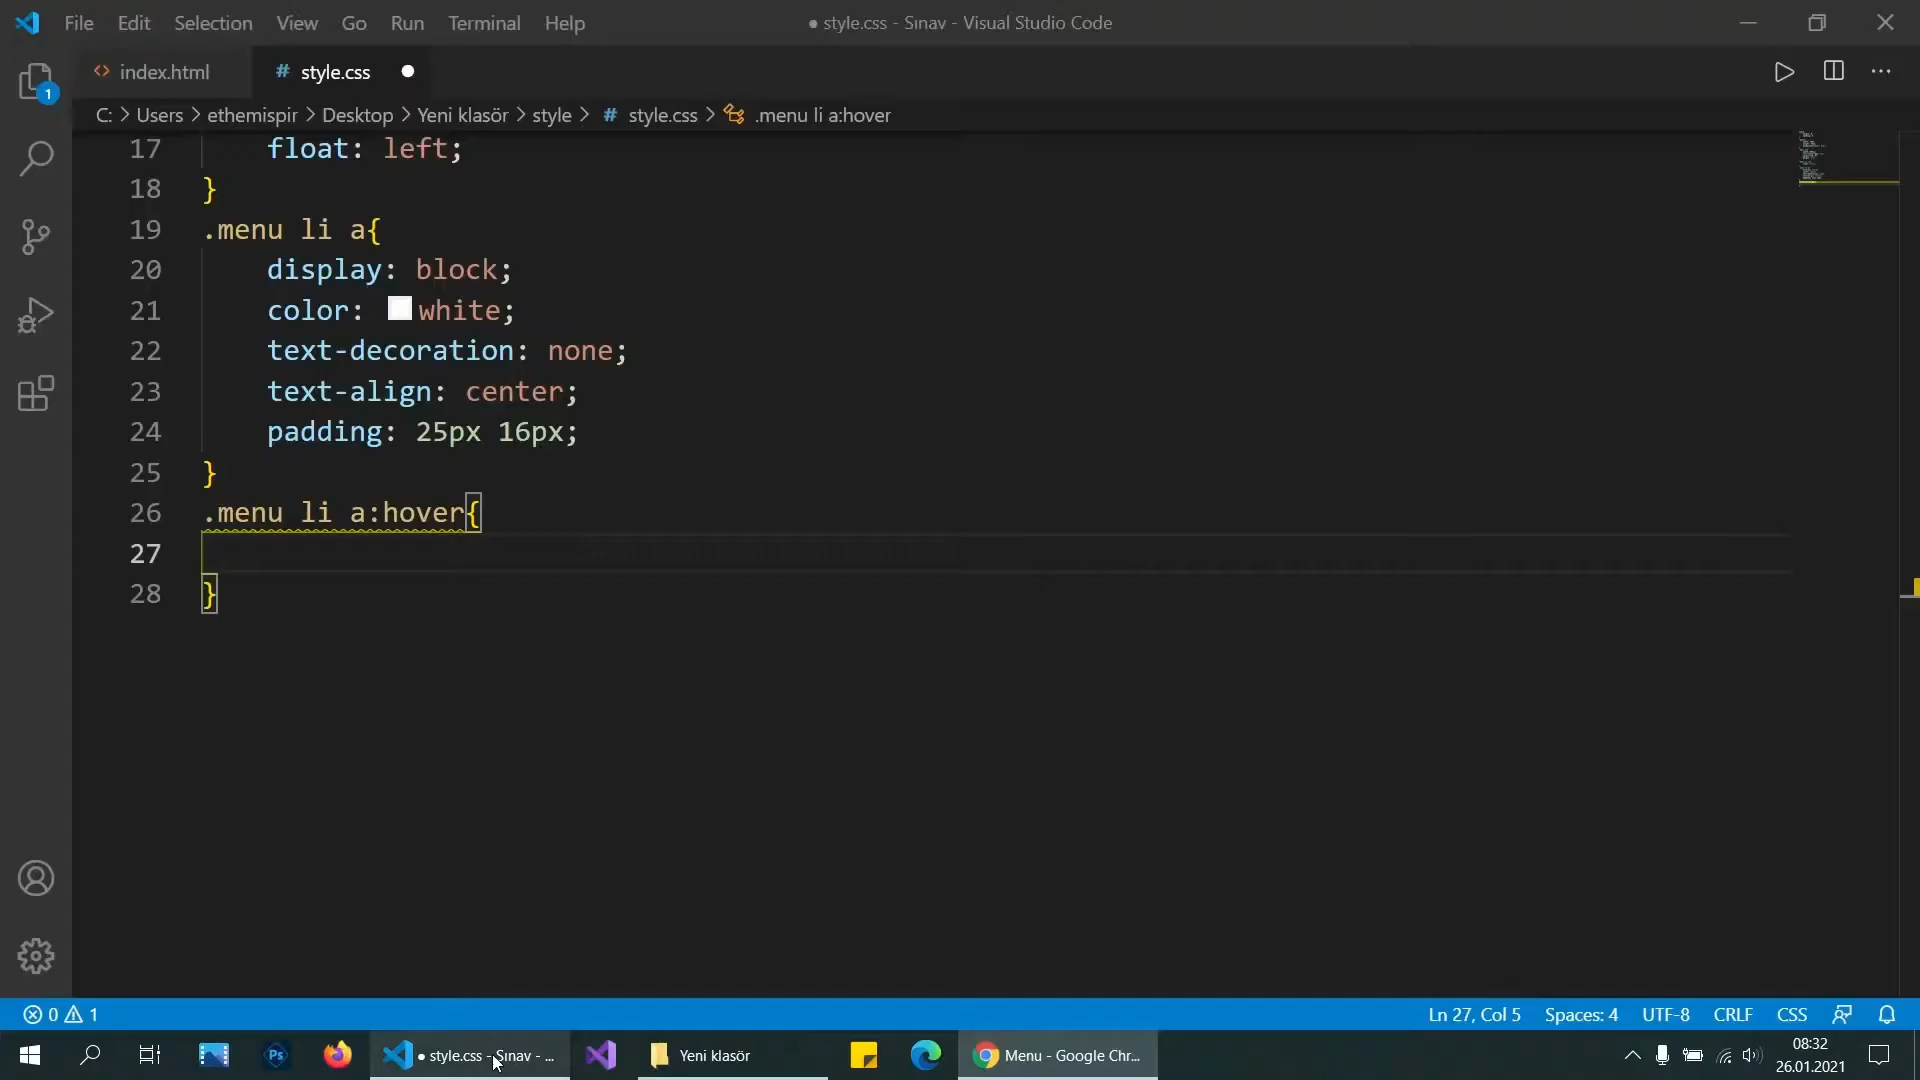 File Edit Selection View Go Run Terminal Help
● style.css - Sınav - Visual Studio Code
index.html
# style.css ●
C: > Users > ethemispir > Desktop > Yeni klasör > style > # style.css > .menu li a:hover
17 float: left;
18 }
19 .menu li a{
20 display: block;
21 color: white;
22 text-decoration: none;
23 text-align: center;
24 padding: 25px 16px;
25 }
26 .menu li a:hover{
27
28 }
1
0 1
Ln 27, Col 5 Spaces: 4 UTF-8 CRLF CSS
Ps
● style.css - Sınav - ...
Yeni klasör
Menu - Google Chr...
08:32
26.01.2021